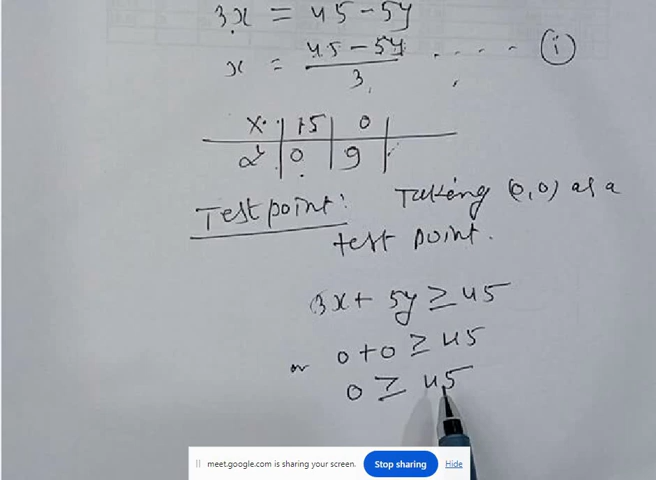 3x = 45-5y
x = 45-5y / 3 ..... (i)
x 15 0
y 0 9
Test point: Taking (0,0) as a
test point.
3x + 5y ≥ 45
or 0+0 ≥ 45
0 ≥ 45
meet.google.com is sharing your screen. Stop sharing Hide